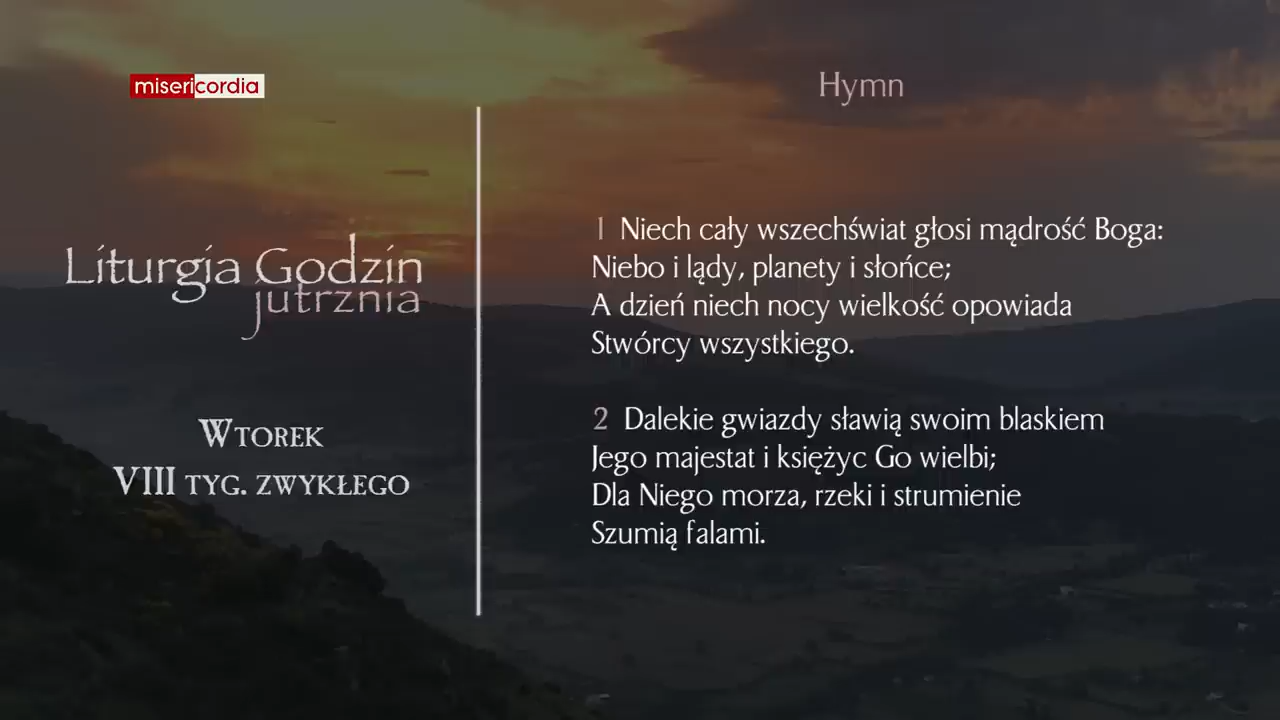 misericordia
Liturgia Godzin
jutrznia
Wtorek
VIII tyg. zwykłego
Hymn
1 Niech cały wszechświat głosi mądrość Boga:
Niebo i lądy, planety i słońce;
A dzień niech nocy wielkość opowiada
Stwórcy wszystkiego.
2 Dalekie gwiazdy sławią swoim blaskiem
Jego majestat i księżyc Go wielbi;
Dla Niego morza, rzeki i strumienie
Szumią falami.